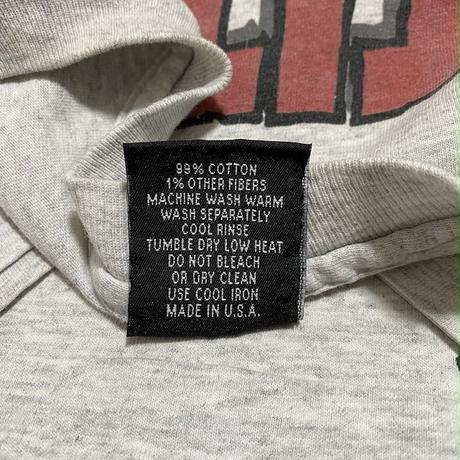 99% COTTON
1% OTHER FIBERS
MACHINE WASH WARM
WASH SEPARATELY
COOL RINSE
TUMBLE DRY LOW HEAT
DO NOT BLEACH
OR DRY CLEAN
USE COOL IRON
MADE IN U.S.A.